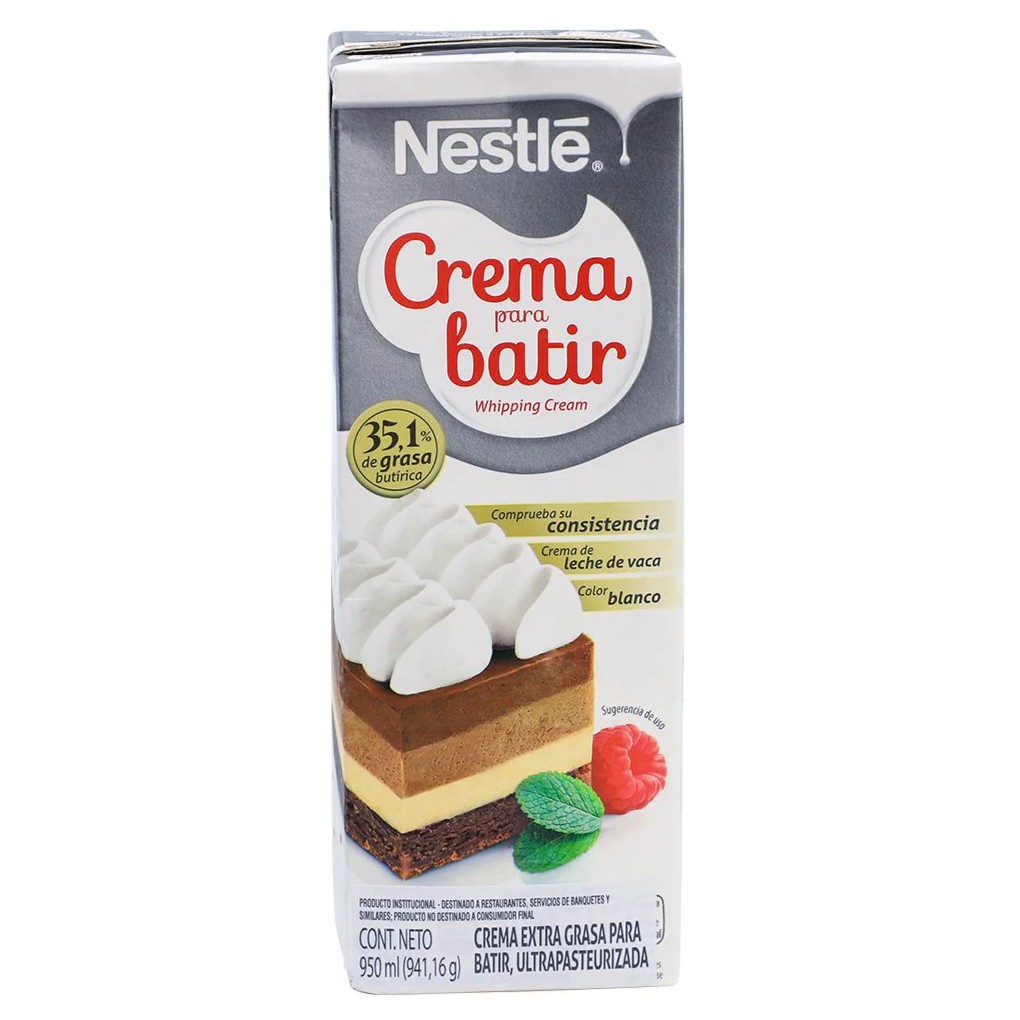 Nestlé®
Crema
para
batir
Whipping Cream
35,1%
de grasa
butírica
Comprueba su
consistencia
Crema de
leche de vaca
Color
blanco
Sugerencia de uso
PRODUCTO INSTITUCIONAL - DESTINADO A RESTAURANTES, SERVICIOS DE BANQUETES Y
SIMILARES; PRODUCTO NO DESTINADO A CONSUMIDOR FINAL
CONT. NETO
950 ml (941,16 g)
CREMA EXTRA GRASA PARA
BATIR, ULTRAPASTEURIZADA